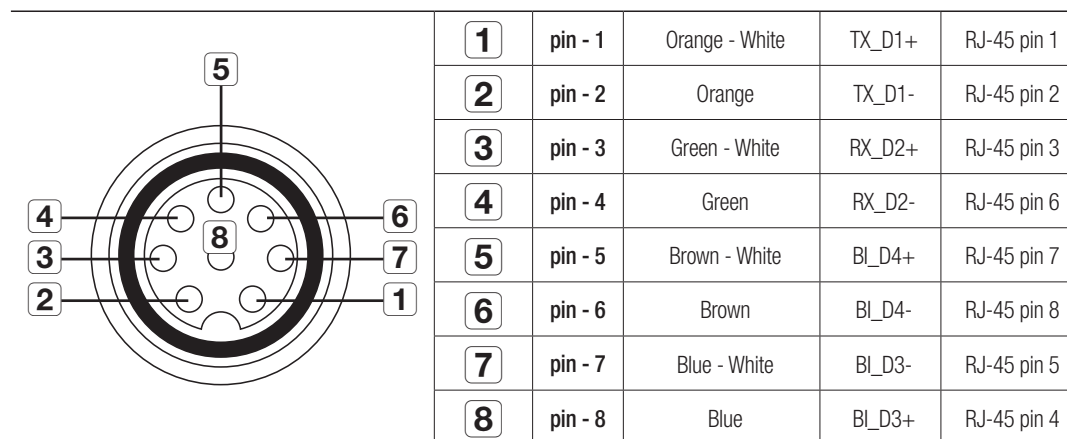 5
4
6
8
3
7
2
1
1 pin - 1 Orange - White TX_D1+ RJ-45 pin 1
2 pin - 2 Orange TX_D1- RJ-45 pin 2
3 pin - 3 Green - White RX_D2+ RJ-45 pin 3
4 pin - 4 Green RX_D2- RJ-45 pin 6
5 pin - 5 Brown - White BI_D4+ RJ-45 pin 7
6 pin - 6 Brown BI_D4- RJ-45 pin 8
7 pin - 7 Blue - White BI_D3- RJ-45 pin 5
8 pin - 8 Blue BI_D3+ RJ-45 pin 4